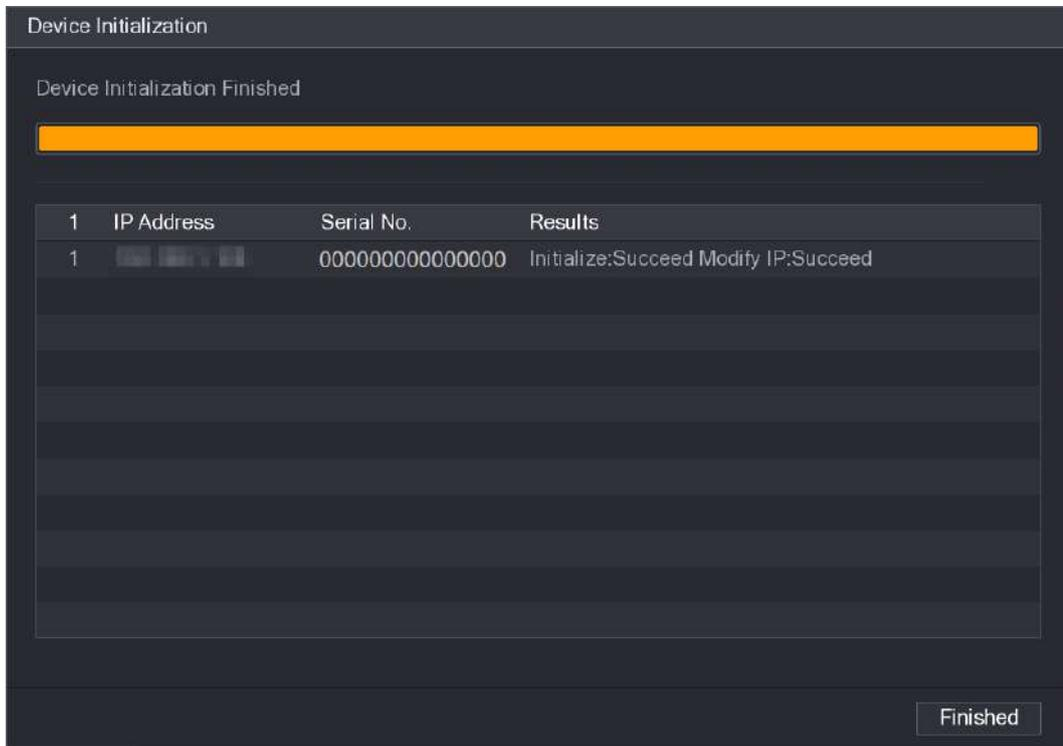 Device Initialization
Device Initialization Finished
1 IP Address Serial No. Results
1 000000000000000 Initialize:Succeed Modify IP:Succeed
Finished